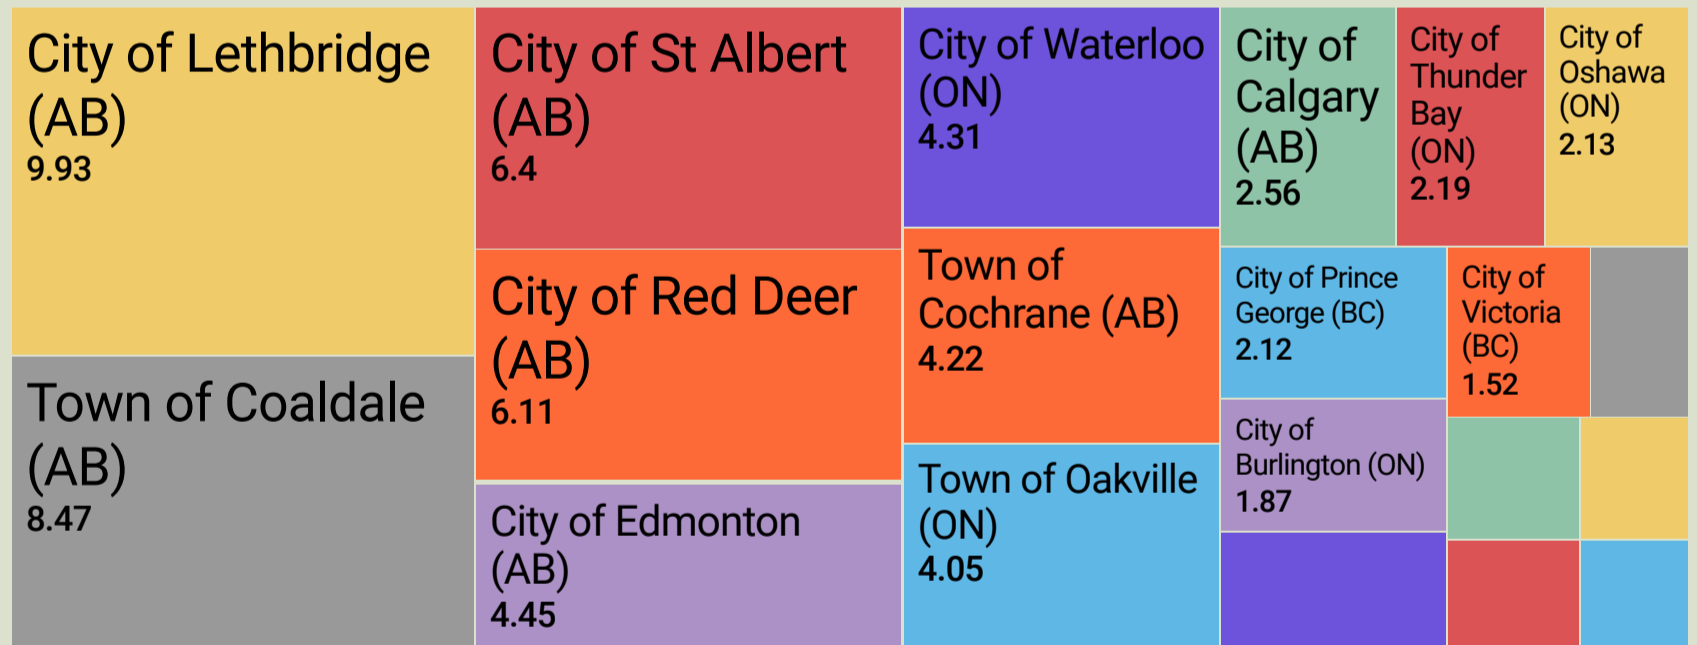 City of Lethbridge
(AB)
9.93
Town of Coaldale
(AB)
8.47
City of St Albert
(AB)
6.4
City of Red Deer
(AB)
6.11
City of Edmonton
(AB)
4.45
City of Waterloo
(ON)
4.31
Town of
Cochrane (AB)
4.22
Town of Oakville
(ON)
4.05
City of
Calgary
(AB)
2.56
City of
Thunder
Bay
(ON)
2.19
City of
Oshawa
(ON)
2.13
City of Prince
George (BC)
2.12
City of
Burlington (ON)
1.87
City of
Victoria
(BC)
1.52